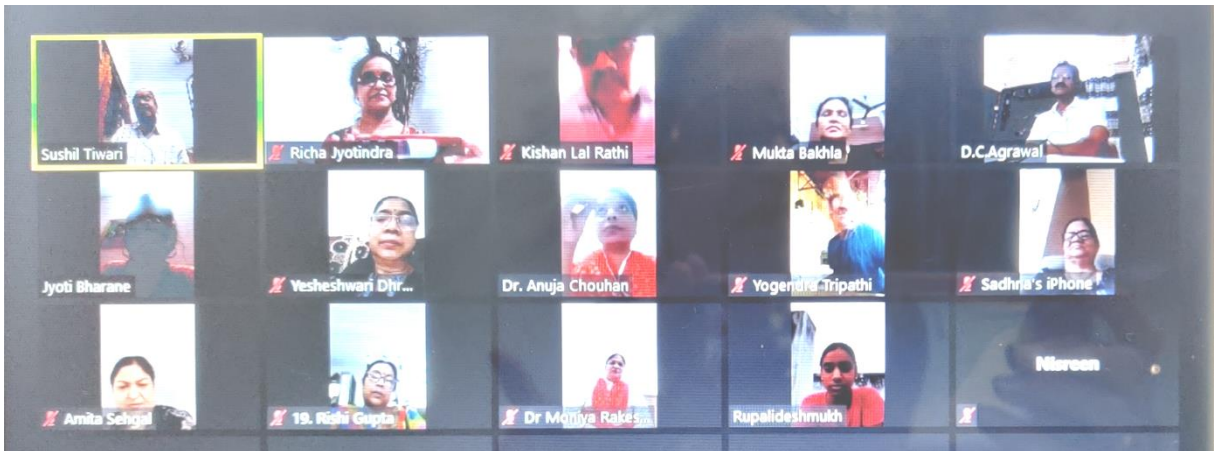 Sushil Tiwari
Richa Jyotindra
Kishan Lal Rathi
Mukta Bakhla
D.C.Agrawal
Jyoti Bharane
Yesheshwari Dhr...
Dr. Anuja Chouhan
Yogendra Tripathi
Sadhna's iPhone
Amita Sehgal
19. Rishi Gupta
Dr Moniya Rakes...
Rupalideshmukh
Nisreen